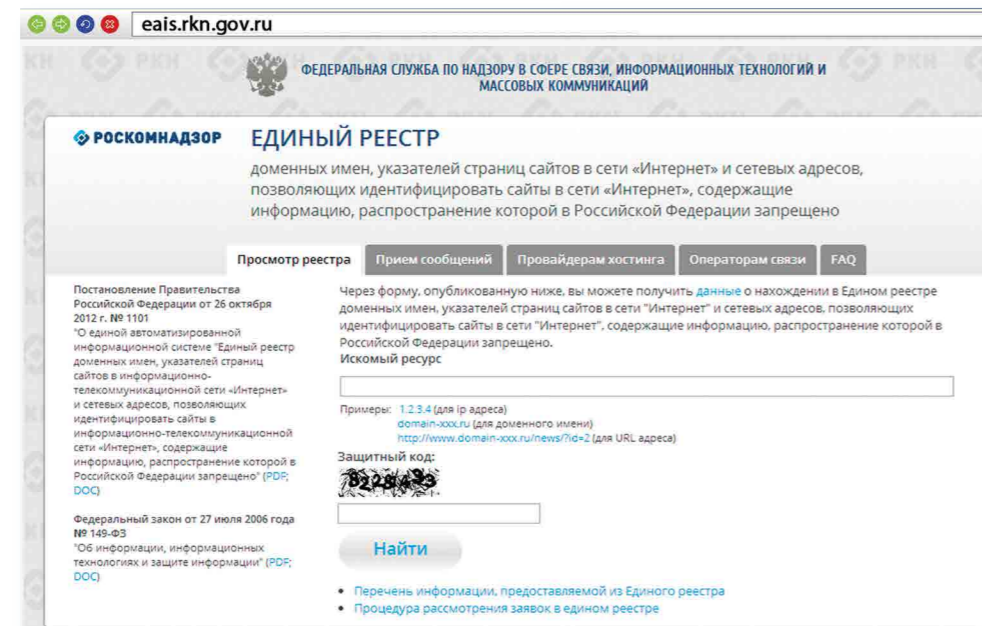 eais.rkn.gov.ru
ФЕДЕРАЛЬНАЯ СЛУЖБА ПО НАДЗОРУ В СФЕРЕ СВЯЗИ, ИНФОРМАЦИОННЫХ ТЕХНОЛОГИЙ И
МАССОВЫХ КОММУНИКАЦИЙ
РОСКОМНАДЗОР
ЕДИНЫЙ РЕЕСТР
доменных имен, указателей страниц сайтов в сети «Интернет» и сетевых адресов,
позволяющих идентифицировать сайты в сети «Интернет», содержащие
информацию, распространение которой в Российской Федерации запрещено
Просмотр реестра
Прием сообщений
Провайдерам хостинга
Операторам связи
FAQ
Постановление Правительства
Российской Федерации от 26 октября
2012 г. № 1101
"О единой автоматизированной
информационной системе "Единый реестр
доменных имен, указателей страниц
сайтов в информационно-
телекоммуникационной сети «Интернет»
и сетевых адресов, позволяющих
идентифицировать сайты в
информационно-телекоммуникационной
сети «Интернет», содержащие
информацию, распространение которой в
Российской Федерации запрещено" (PDF;
DOC)
Федеральный закон от 27 июля 2006 года
№ 149-ФЗ
"Об информации, информационных
технологиях и защите информации" (PDF;
DOC)
Через форму, опубликованную ниже, вы можете получить данные о нахождении в Едином реестре
доменных имен, указателей страниц сайтов в сети "Интернет" и сетевых адресов, позволяющих
идентифицировать сайты в сети "Интернет", содержащие информацию, распространение которой в
Российской Федерации запрещено.
Искомый ресурс
Примеры: 1.2.3.4 (для ip адреса)
domain-xxx.ru (для доменного имени)
http://www.domain-xxx.ru/news/?id=2 (для URL адреса)
Защитный код:
Найти
Перечень информации, предоставляемой из Единого реестра
Процедура рассмотрения заявок в едином реестре